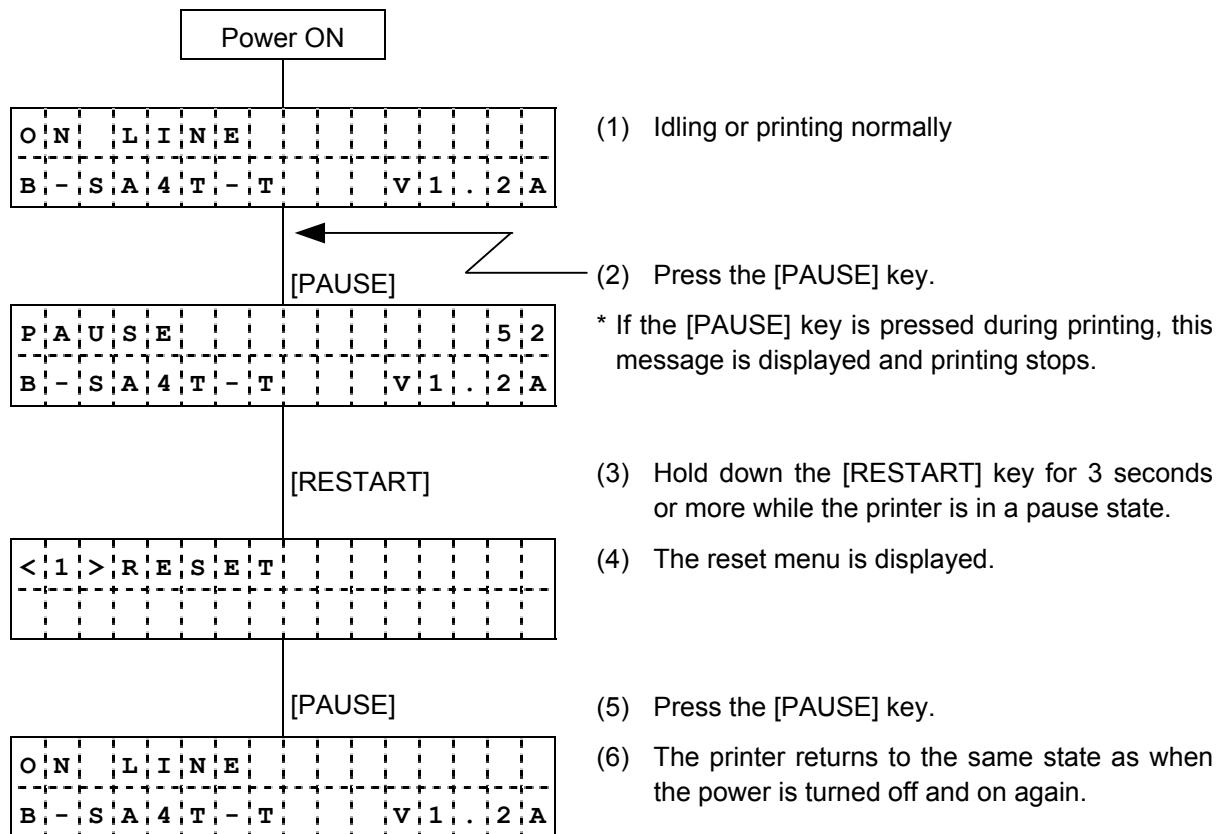 Power ON
ON LINE
B-SA4T-T V1.2A
(1) Idling or printing normally
[PAUSE]
(2) Press the [PAUSE] key.
PAUSE 52
B-SA4T-T V1.2A
* If the [PAUSE] key is pressed during printing, this
message is displayed and printing stops.
[RESTART]
(3) Hold down the [RESTART] key for 3 seconds
or more while the printer is in a pause state.
<1>RESET
(4) The reset menu is displayed.
[PAUSE]
(5) Press the [PAUSE] key.
ON LINE
B-SA4T-T V1.2A
(6) The printer returns to the same state as when
the power is turned off and on again.